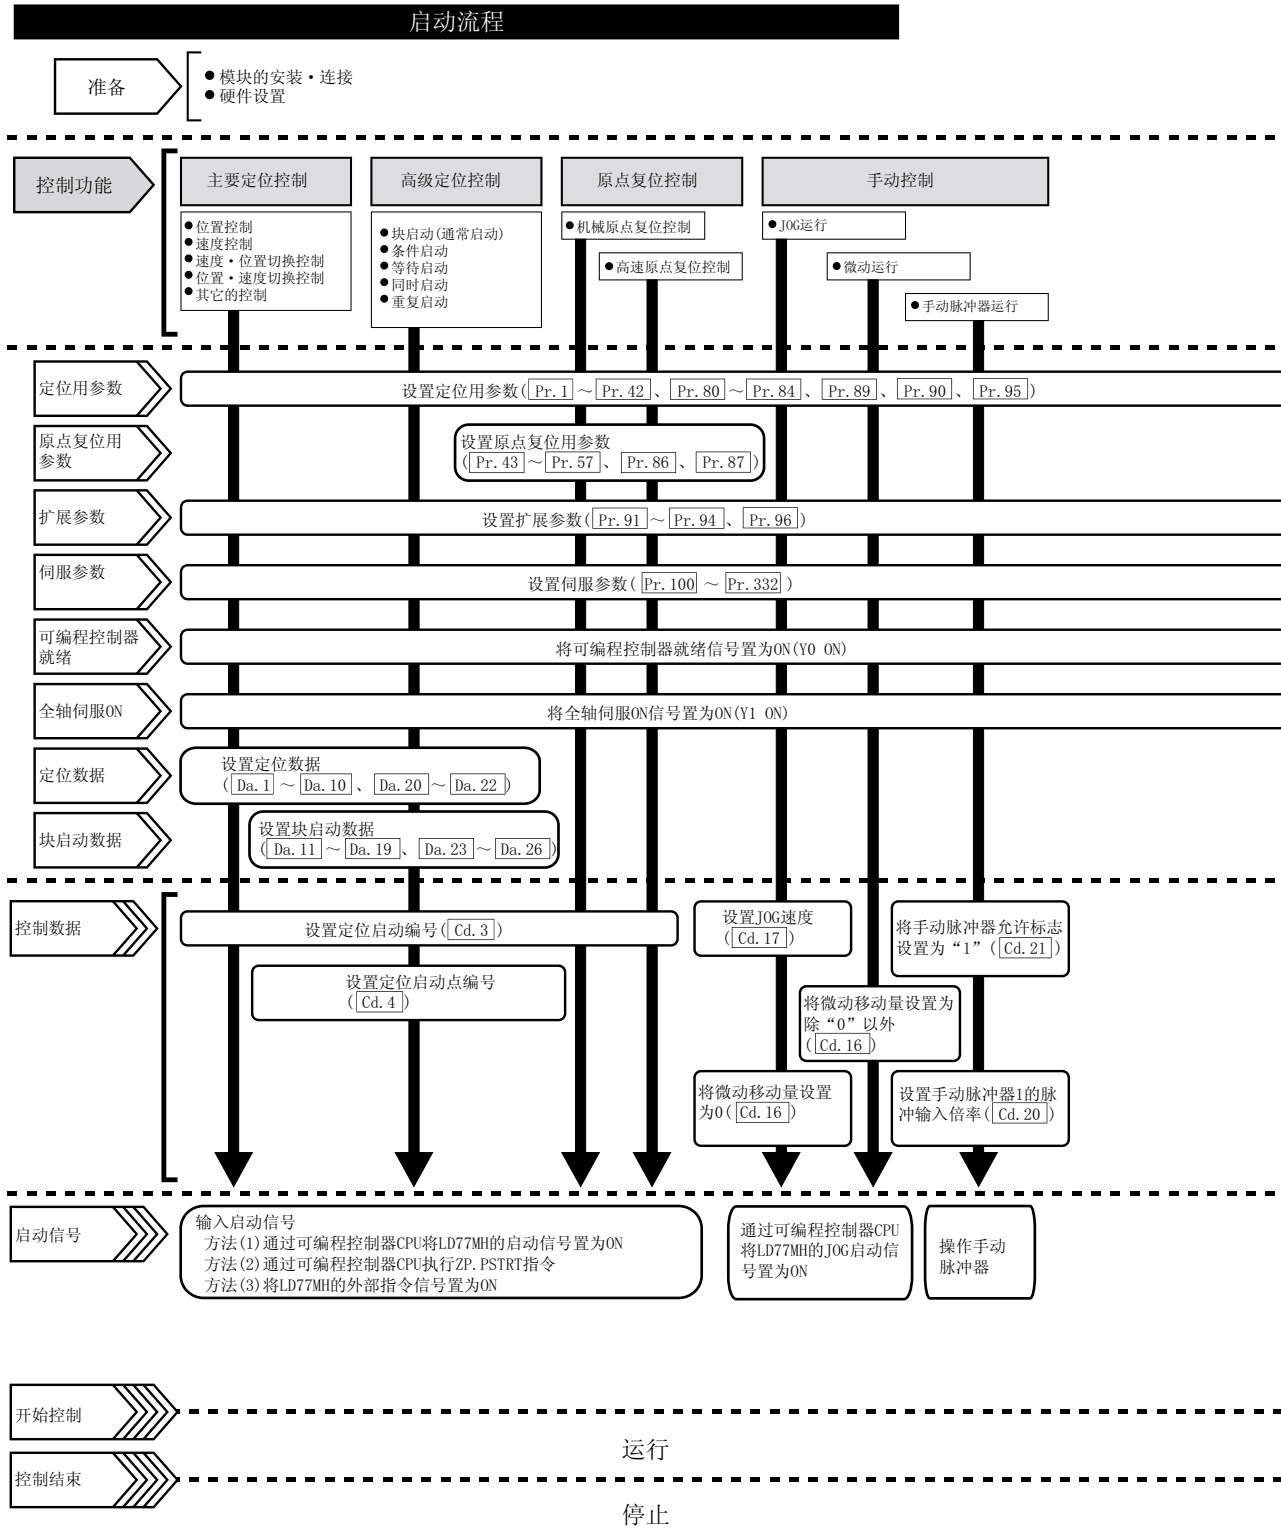 启动流程
准备
●模块的安装・连接
●硬件设置
控制功能
主要定位控制
●位置控制
●速度控制
●速度・位置切换控制
●位置・速度切换控制
●其它的控制
高级定位控制
●块启动(通常启动)
●条件启动
●等待启动
●同时启动
●重复启动
原点复位控制
●机械原点复位控制
●高速原点复位控制
手动控制
●JOG运行
●微动运行
●手动脉冲器运行
定位用参数
设置定位用参数(Pr.1～Pr.42、Pr.80～Pr.84、Pr.89、Pr.90、Pr.95)
原点复位用
参数
设置原点复位用参数
(Pr.43～Pr.57、Pr.86、Pr.87)
扩展参数
设置扩展参数(Pr.91～Pr.94、Pr.96)
伺服参数
设置伺服参数(Pr.100～Pr.332)
可编程控制器
就绪
将可编程控制器就绪信号置为ON(Y0 ON)
全轴伺服ON
将全轴伺服ON信号置为ON(Y1 ON)
定位数据
设置定位数据
(Da.1～Da.10、Da.20～Da.22)
块启动数据
设置块启动数据
(Da.11～Da.19、Da.23～Da.26)
控制数据
设置定位启动编号(Cd.3)
设置定位启动点编号
(Cd.4)
设置JOG速度
(Cd.17)
将微动移动量设置
为0(Cd.16)
将微动移动量设置为
除“0”以外
(Cd.16)
将手动脉冲器允许标志
设置为“1”(Cd.21)
设置手动脉冲器1的脉
冲输入倍率(Cd.20)
启动信号
输入启动信号
方法(1)通过可编程控制器CPU将LD77MH的启动信号置为ON
方法(2)通过可编程控制器CPU执行ZP.PSTRT指令
方法(3)将LD77MH的外部指令信号置为ON
通过可编程控制器CPU
将LD77MH的JOG启动信
号置为ON
操作手动
脉冲器
开始控制
运行
控制结束
停止